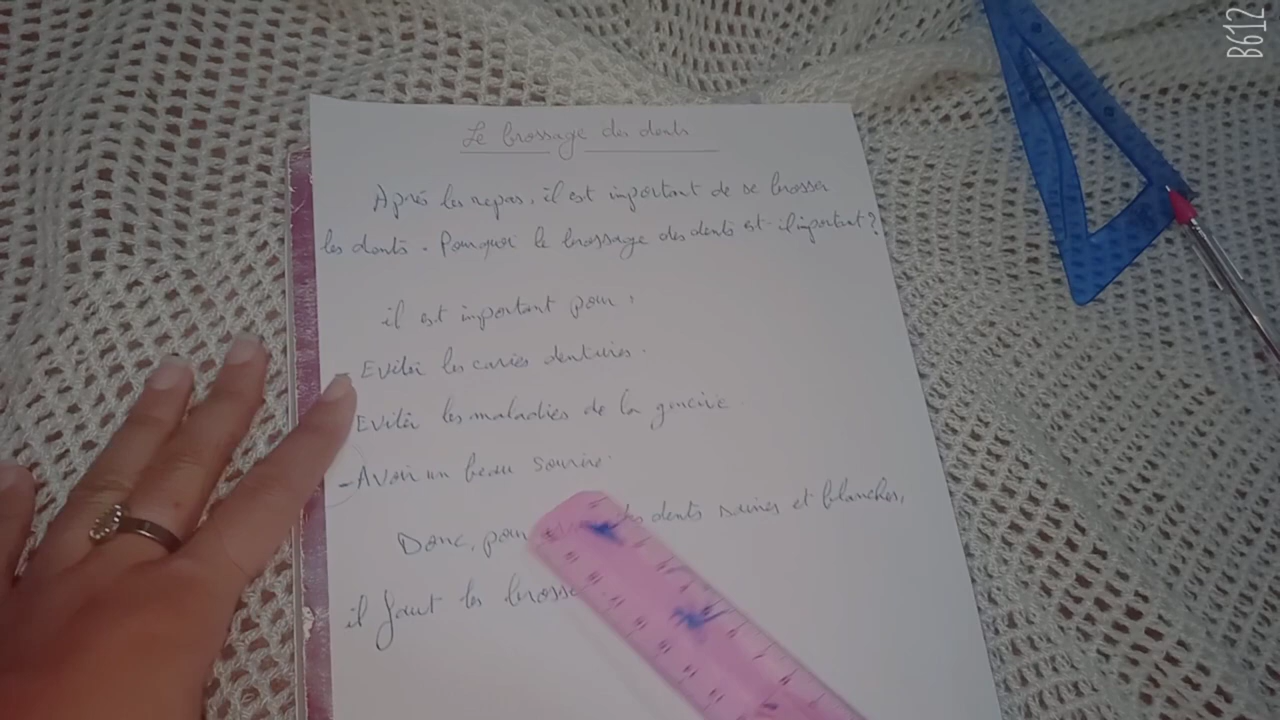 Le brossage des dents
Après les repas, il est important de se brosser
les dents. Pourquoi le brossage des dents est-il important?
il est important pour :
- Eviter les caries dentaires.
- Eviter les maladies de la gencive.
- Avoir un beau sourire.
Donc, pour des dents saines et blanches,
il faut les brosse
B612